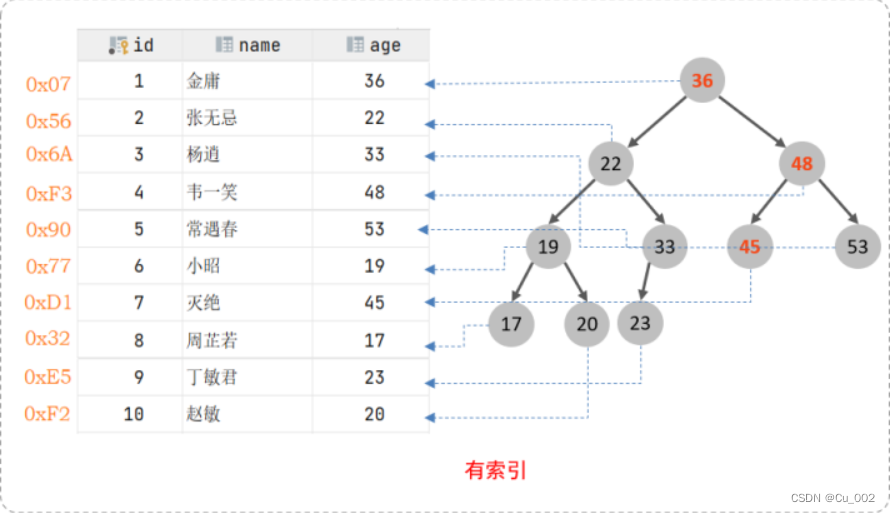 id name age
0x07 1 金庸 36
0x56 2 张无忌 22
0x6A 3 杨逍 33
0xF3 4 韦一笑 48
0x90 5 常遇春 53
0x77 6 小昭 19
0xD1 7 灭绝 45
0x32 8 周芷若 17
0xE5 9 丁敏君 23
0xF2 10 赵敏 20
36
22 48
19 33 45 53
17 20 23
有索引
CSDN @Cu_002